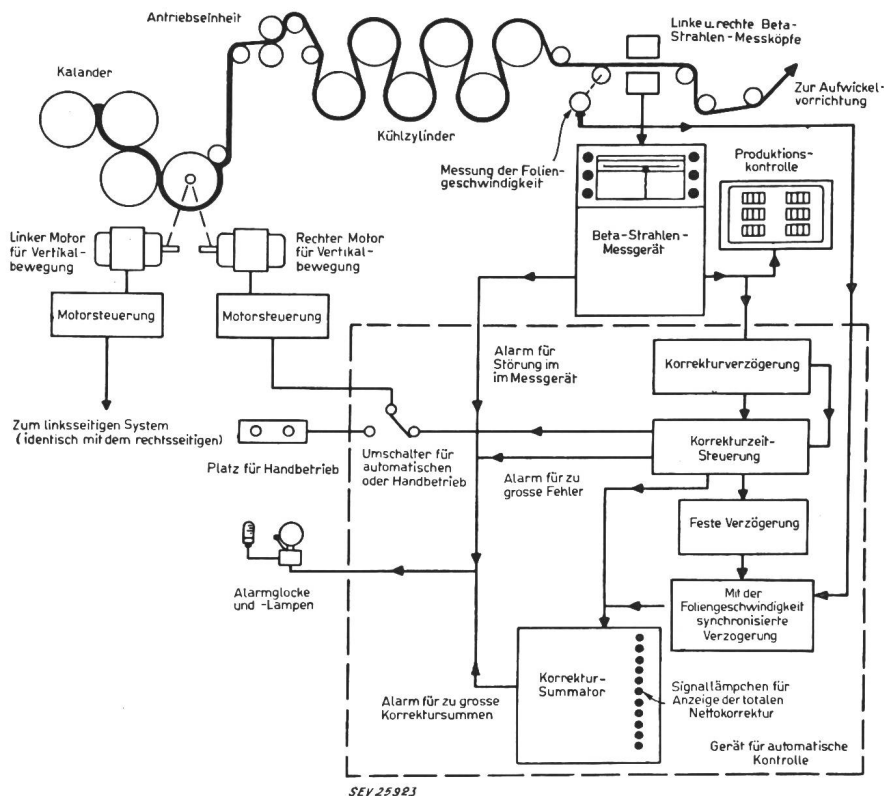 Antriebseinheit
Linke u. rechte Beta-
Strahlen-Messköpfe
Kalander
Zur Aufwickel-
vorrichtung
Kühlzylinder
Messung der Folien-
geschwindigkeit
Produktions-
kontrolle
Linker Motor
für Vertikal-
bewegung
Rechter Motor
für Vertikal-
bewegung
Beta-Strahlen-
Messgerät
Motorsteuerung
Motorsteuerung
Alarm für
Störung im
im Messgerät
Korrekturverzögerung
Zum linksseitigen System
(identisch mit dem rechtsseitigen)
Korrekturzeit-
Steuerung
Platz für Handbetrieb
Umschalter für
automatischen
oder Handbetrieb
Alarm für zu
grosse Fehler
Feste Verzögerung
Alarmglocke
und -Lampen
Mit der
Foliengeschwindigkeit
synchronisierte
Verzogerung
Korrektur-
Summator
Alarm für zu grosse
Korrektursummen
Signallämpchen für
Anzeige der totalen
Nettokorrektur
Gerät für automatische
Kontrolle
SEV 25923